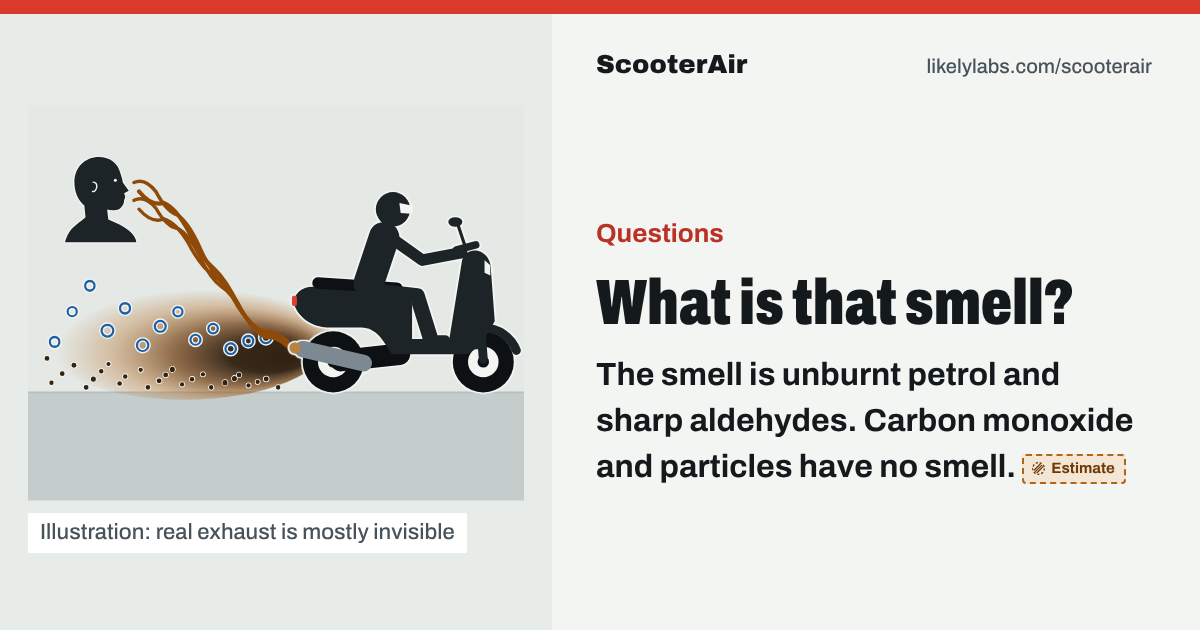 ScooterAir
likelylabs.com/scooterair
Questions
What is that smell?
The smell is unburnt petrol and
sharp aldehydes. Carbon monoxide
and particles have no smell. Estimate
Illustration: real exhaust is mostly invisible